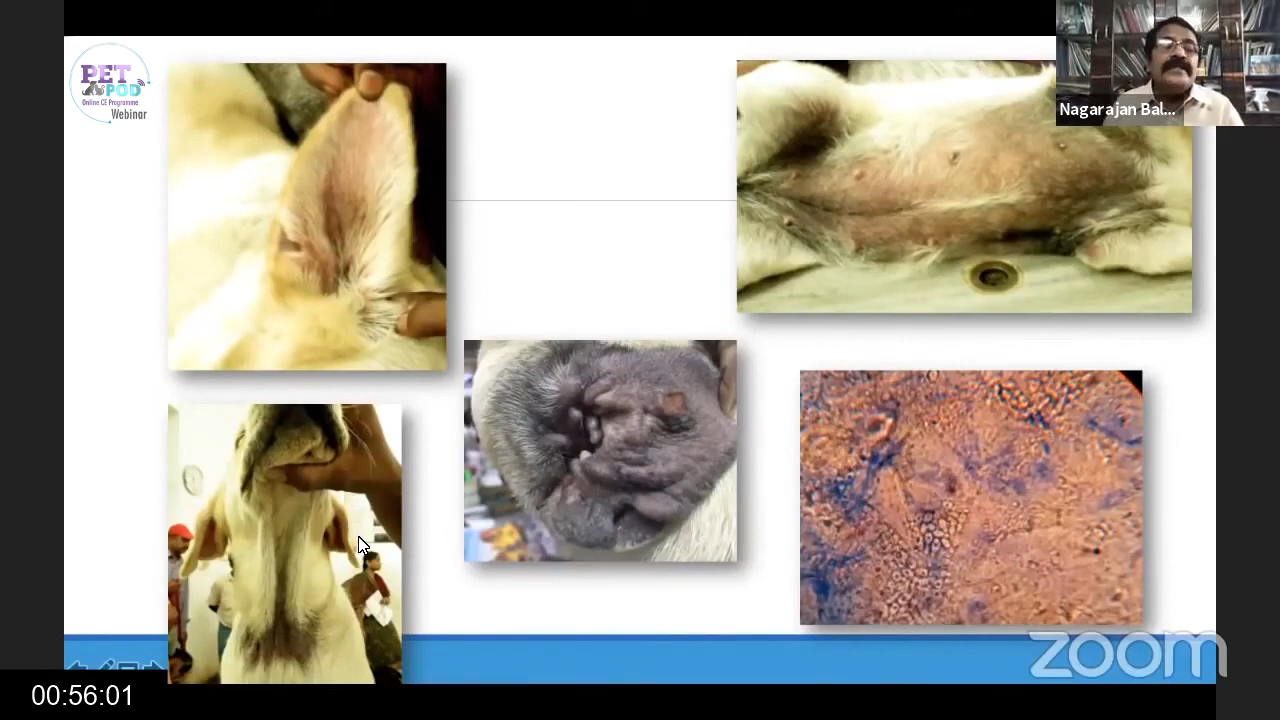 PET
POD
Online CE Programme
Webinar
Nagarajan Bal...
zoom
00:56:01